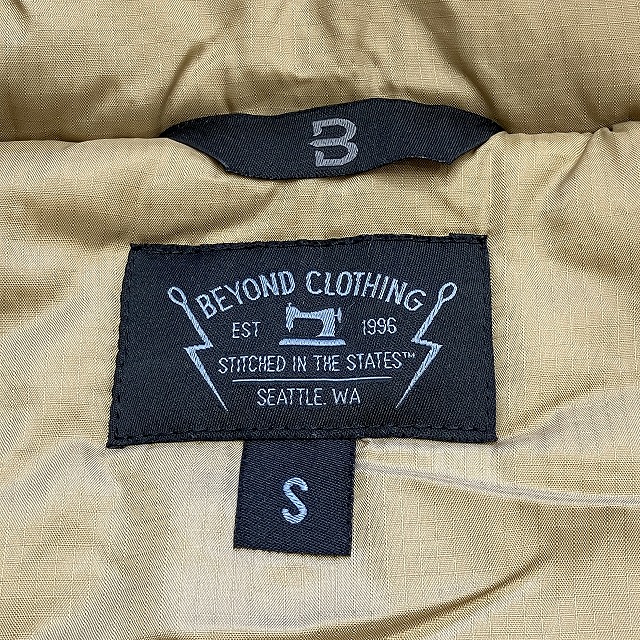 B
BEYOND CLOTHING
EST 1996
STITCHED IN THE STATES™
SEATTLE. WA
S